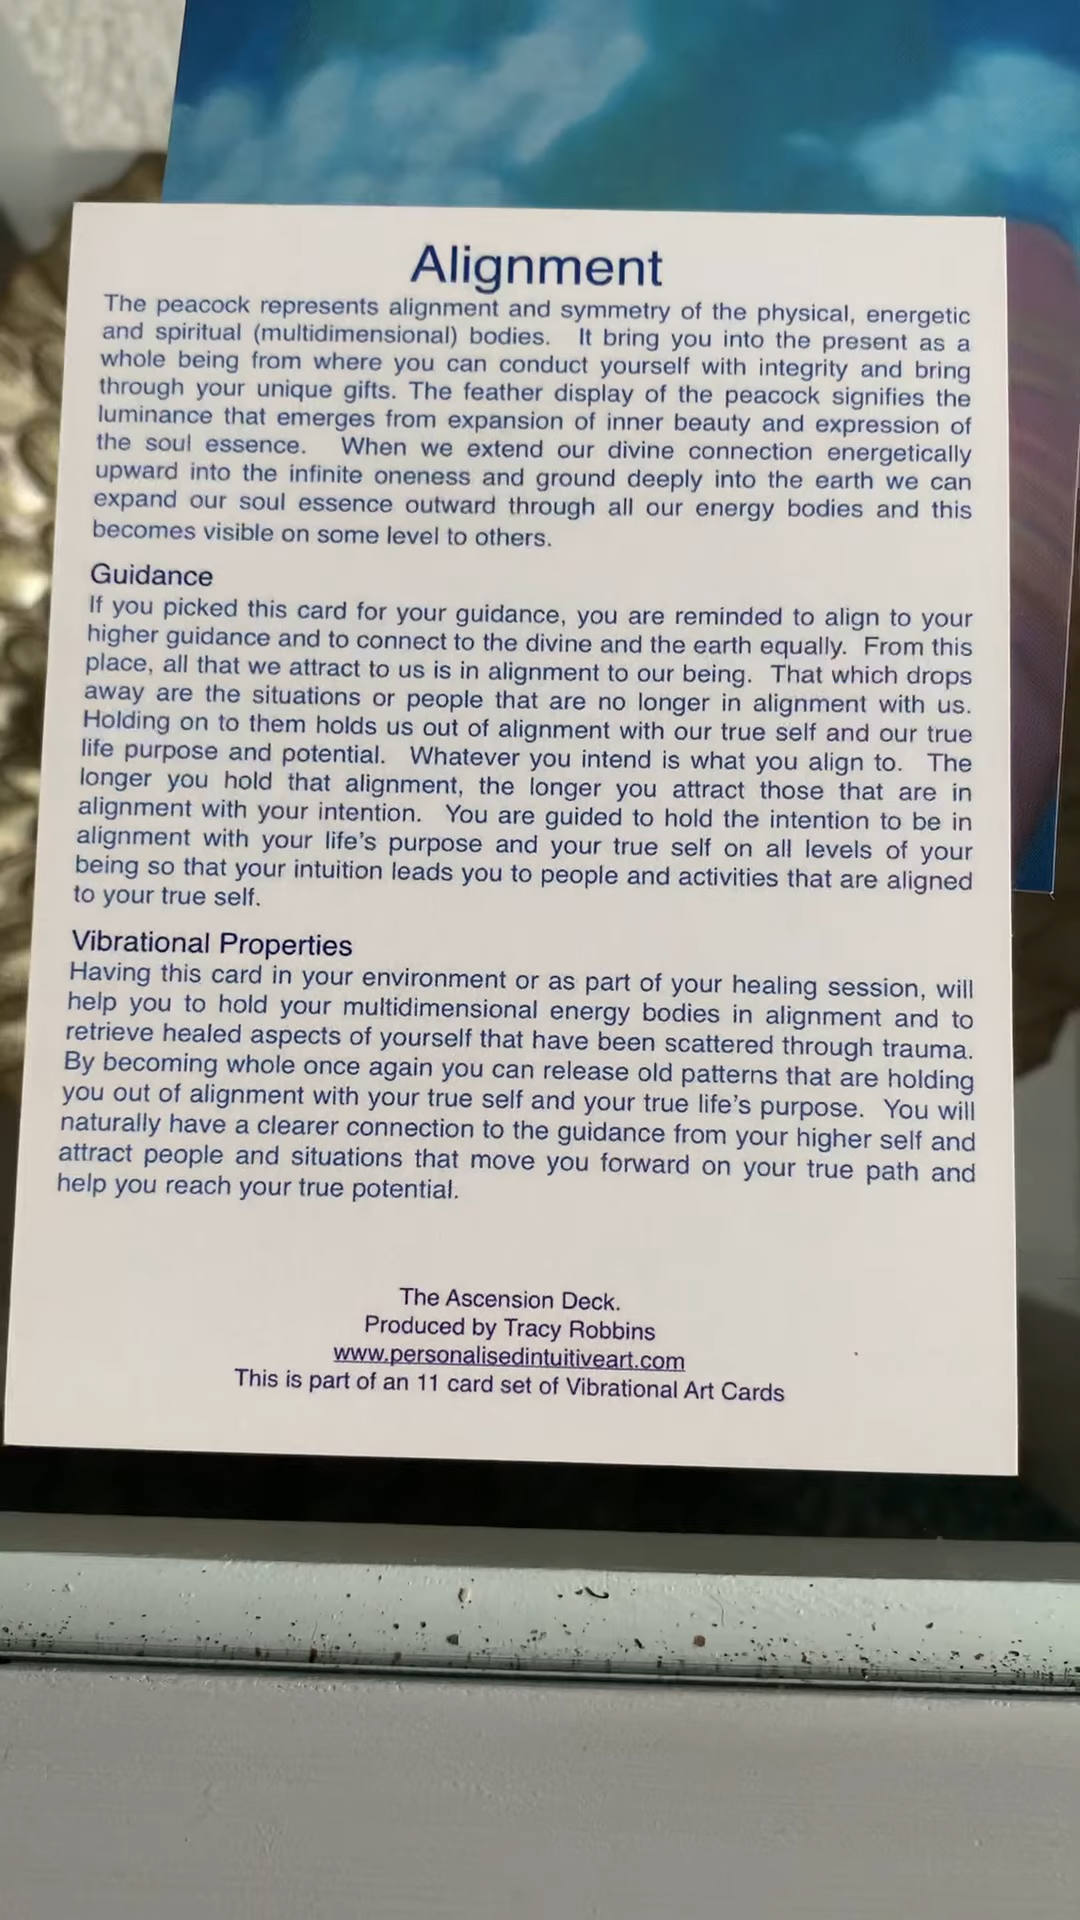 Alignment
The peacock represents alignment and symmetry of the physical, energetic
and spiritual (multidimensional) bodies. It bring you into the present as a
whole being from where you can conduct yourself with integrity and bring
through your unique gifts. The feather display of the peacock signifies the
luminance that emerges from expansion of inner beauty and expression of
the soul essence. When we extend our divine connection energetically
upward into the infinite oneness and ground deeply into the earth we can
expand our soul essence outward through all our energy bodies and this
becomes visible on some level to others.
Guidance
If you picked this card for your guidance, you are reminded to align to your
higher guidance and to connect to the divine and the earth equally. From this
place, all that we attract to us is in alignment to our being. That which drops
away are the situations or people that are no longer in alignment with us.
Holding on to them holds us out of alignment with our true self and our true
life purpose and potential. Whatever you intend is what you align to. The
longer you hold that alignment, the longer you attract those that are in
alignment with your intention. You are guided to hold the intention to be in
alignment with your life's purpose and your true self on all levels of your
being so that your intuition leads you to people and activities that are aligned
to your true self.
Vibrational Properties
Having this card in your environment or as part of your healing session, will
help you to hold your multidimensional energy bodies in alignment and to
retrieve healed aspects of yourself that have been scattered through trauma.
By becoming whole once again you can release old patterns that are holding
you out of alignment with your true self and your true life's purpose. You will
naturally have a clearer connection to the guidance from your higher self and
attract people and situations that move you forward on your true path and
help you reach your true potential.
The Ascension Deck.
Produced by Tracy Robbins
www.personalisedintuitiveart.com
This is part of an 11 card set of Vibrational Art Cards